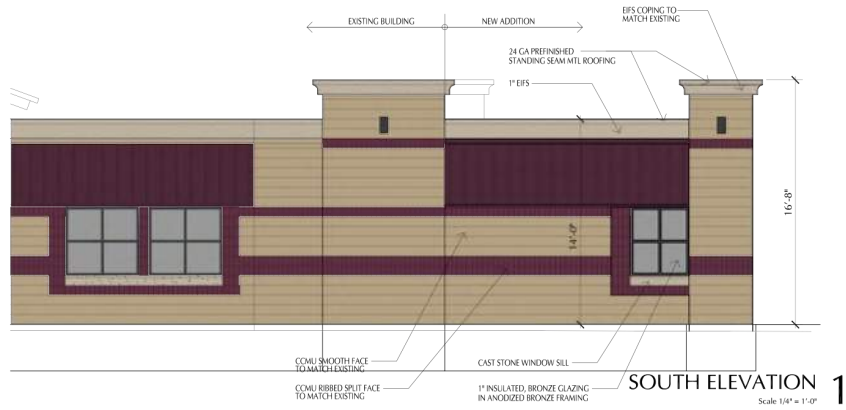 EIFS COPING TO
MATCH EXISTING
EXISTING BUILDING
NEW ADDITION
24 GA PREFINISHED
STANDING SEAM MTL ROOFING
1" EIFS
16'-8"
14'-0"
CCMU SMOOTH FACE
TO MATCH EXISTING
CAST STONE WINDOW SILL
CCMU RIBBED SPLIT FACE
TO MATCH EXISTING
1" INSULATED, BRONZE GLAZING
IN ANODIZED BRONZE FRAMING
SOUTH ELEVATION 1
Scale 1/4" = 1'-0"